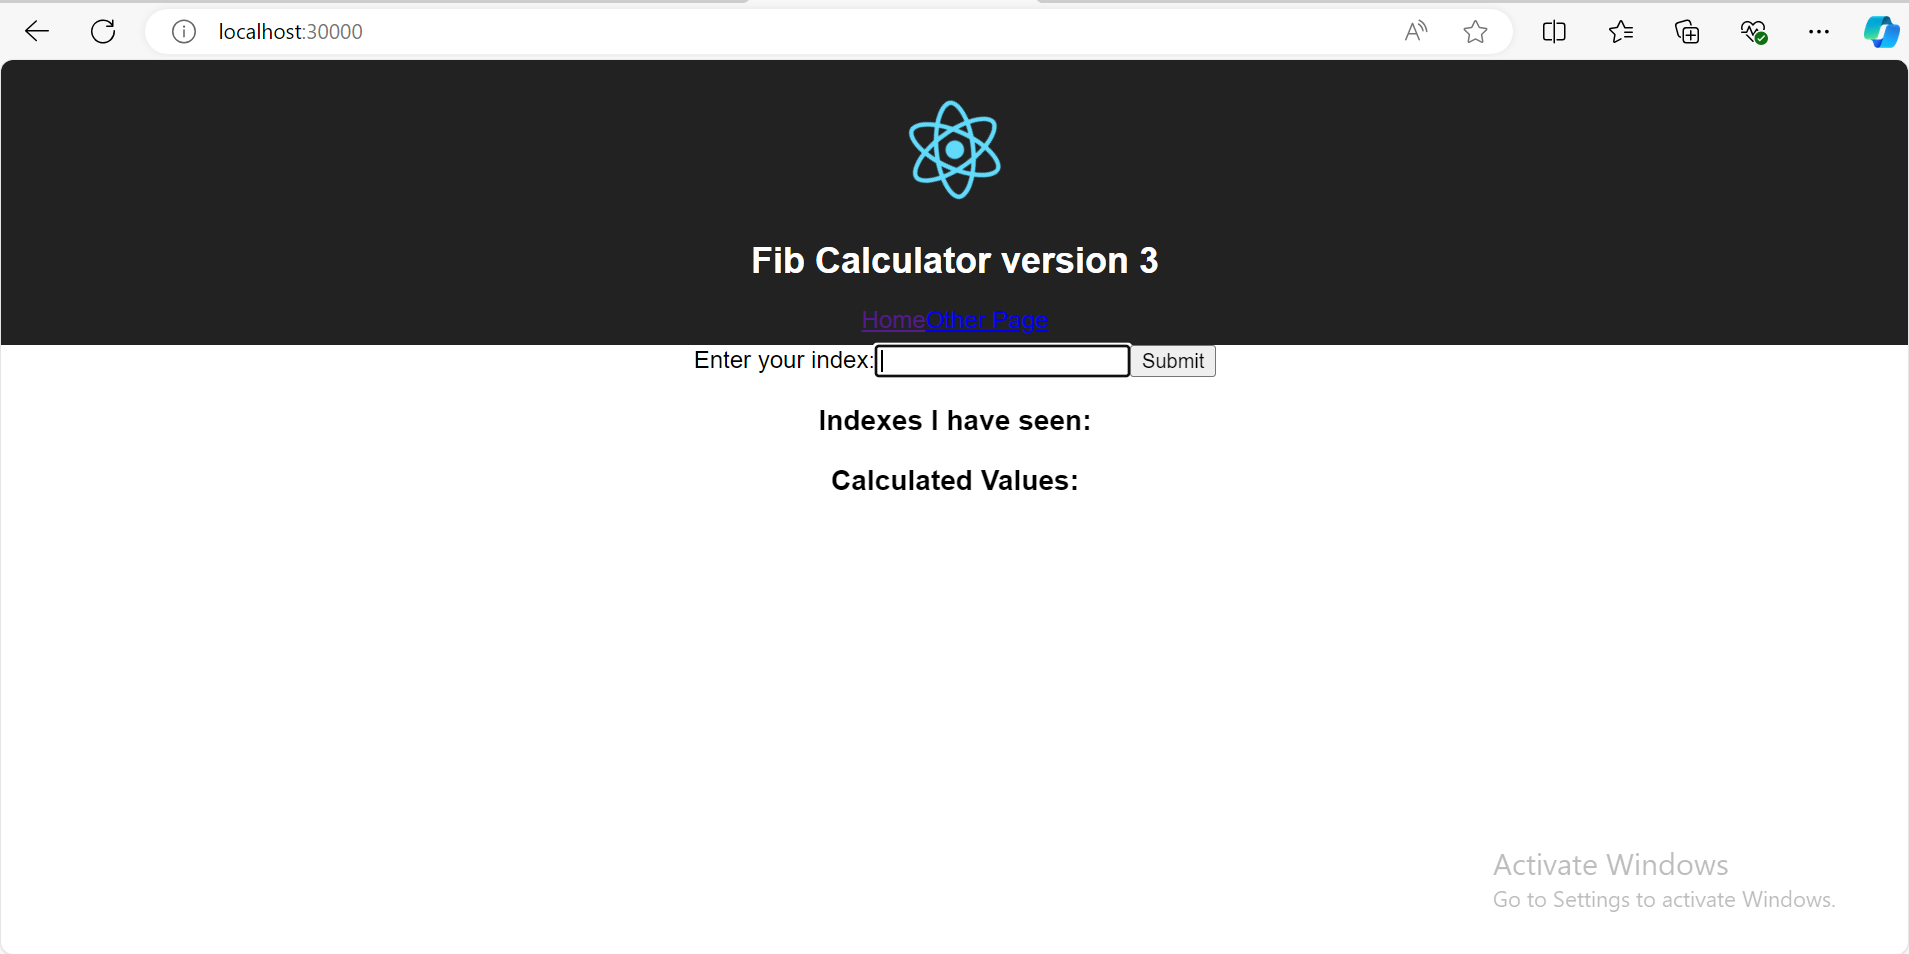 localhost:30000
Fib Calculator version 3
HomeOther Page
Enter your index: Submit
Indexes I have seen:
Calculated Values:
Activate Windows
Go to Settings to activate Windows.